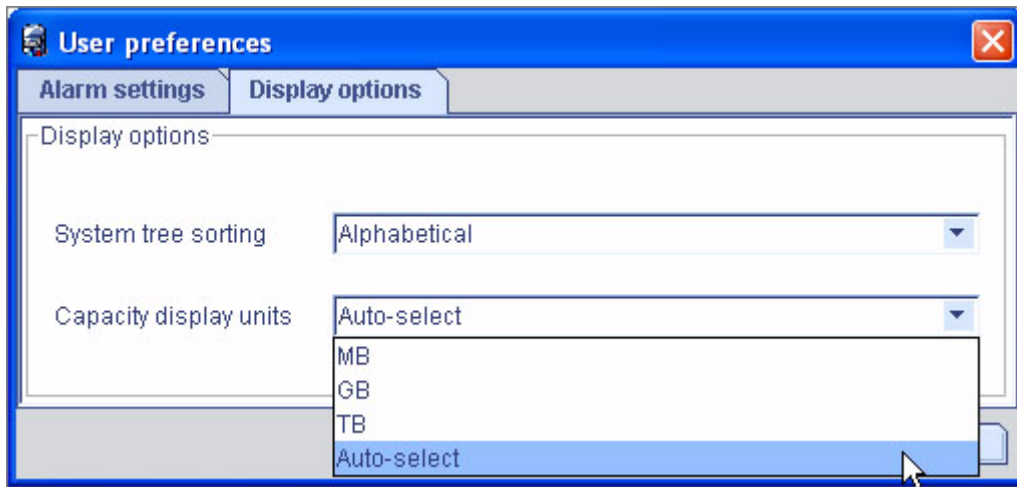 User preferences
Alarm settings Display options
Display options
System tree sorting Alphabetical
Capacity display units Auto-select
MB
GB
TB
Auto-select